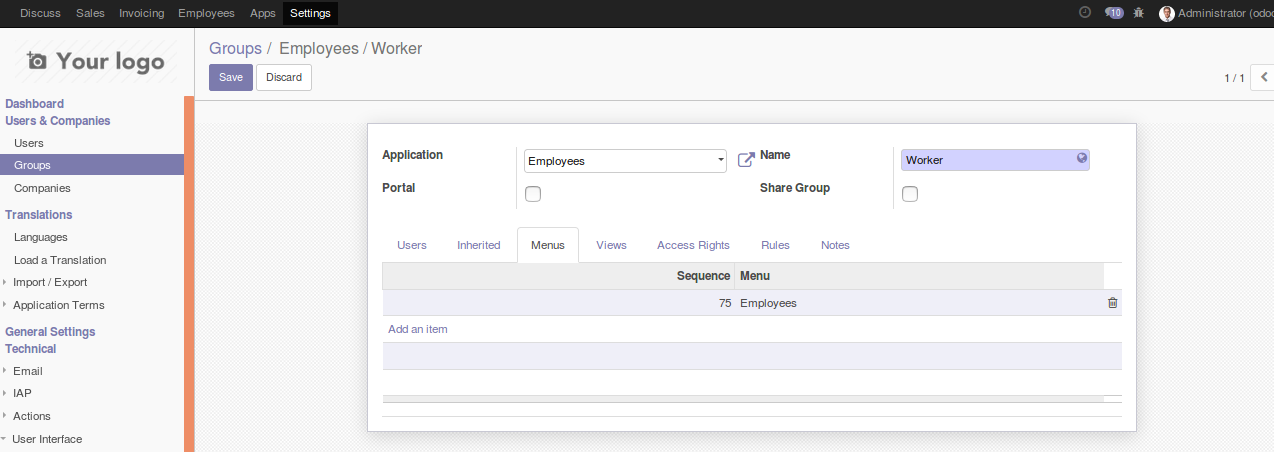 Discuss Sales Invoicing Employees Apps Settings 10 Administrator (odoo
Your logo
Groups / Employees / Worker
Save Discard 1 / 1
Dashboard
Users & Companies
Users
Groups
Companies
Translations
Languages
Load a Translation
Import / Export
Application Terms
General Settings
Technical
Email
IAP
Actions
User Interface
Application Employees Name Worker
Portal Share Group
Users Inherited Menus Views Access Rights Rules Notes
Sequence Menu
75 Employees
Add an item